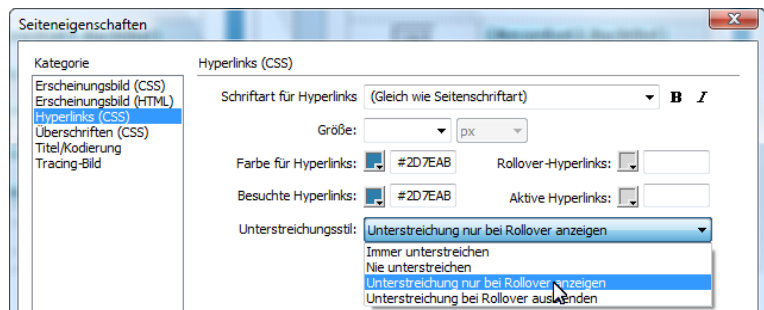 Seiteneigenschaften
Kategorie
Erscheinungsbild (CSS)
Erscheinungsbild (HTML)
Hyperlinks (CSS)
Überschriften (CSS)
Titel/Kodierung
Tracing-Bild
Hyperlinks (CSS)
Schriftart für Hyperlinks (Gleich wie Seitenschriftart) B I
Größe: px
Farbe für Hyperlinks: #2D7EAB Rollover-Hyperlinks:
Besuchte Hyperlinks: #2D7EAB Aktive Hyperlinks:
Unterstreichungsstil: Unterstreichung nur bei Rollover anzeigen
Immer unterstreichen
Nie unterstreichen
Unterstreichung nur bei Rollover anzeigen
Unterstreichung bei Rollover ausblenden